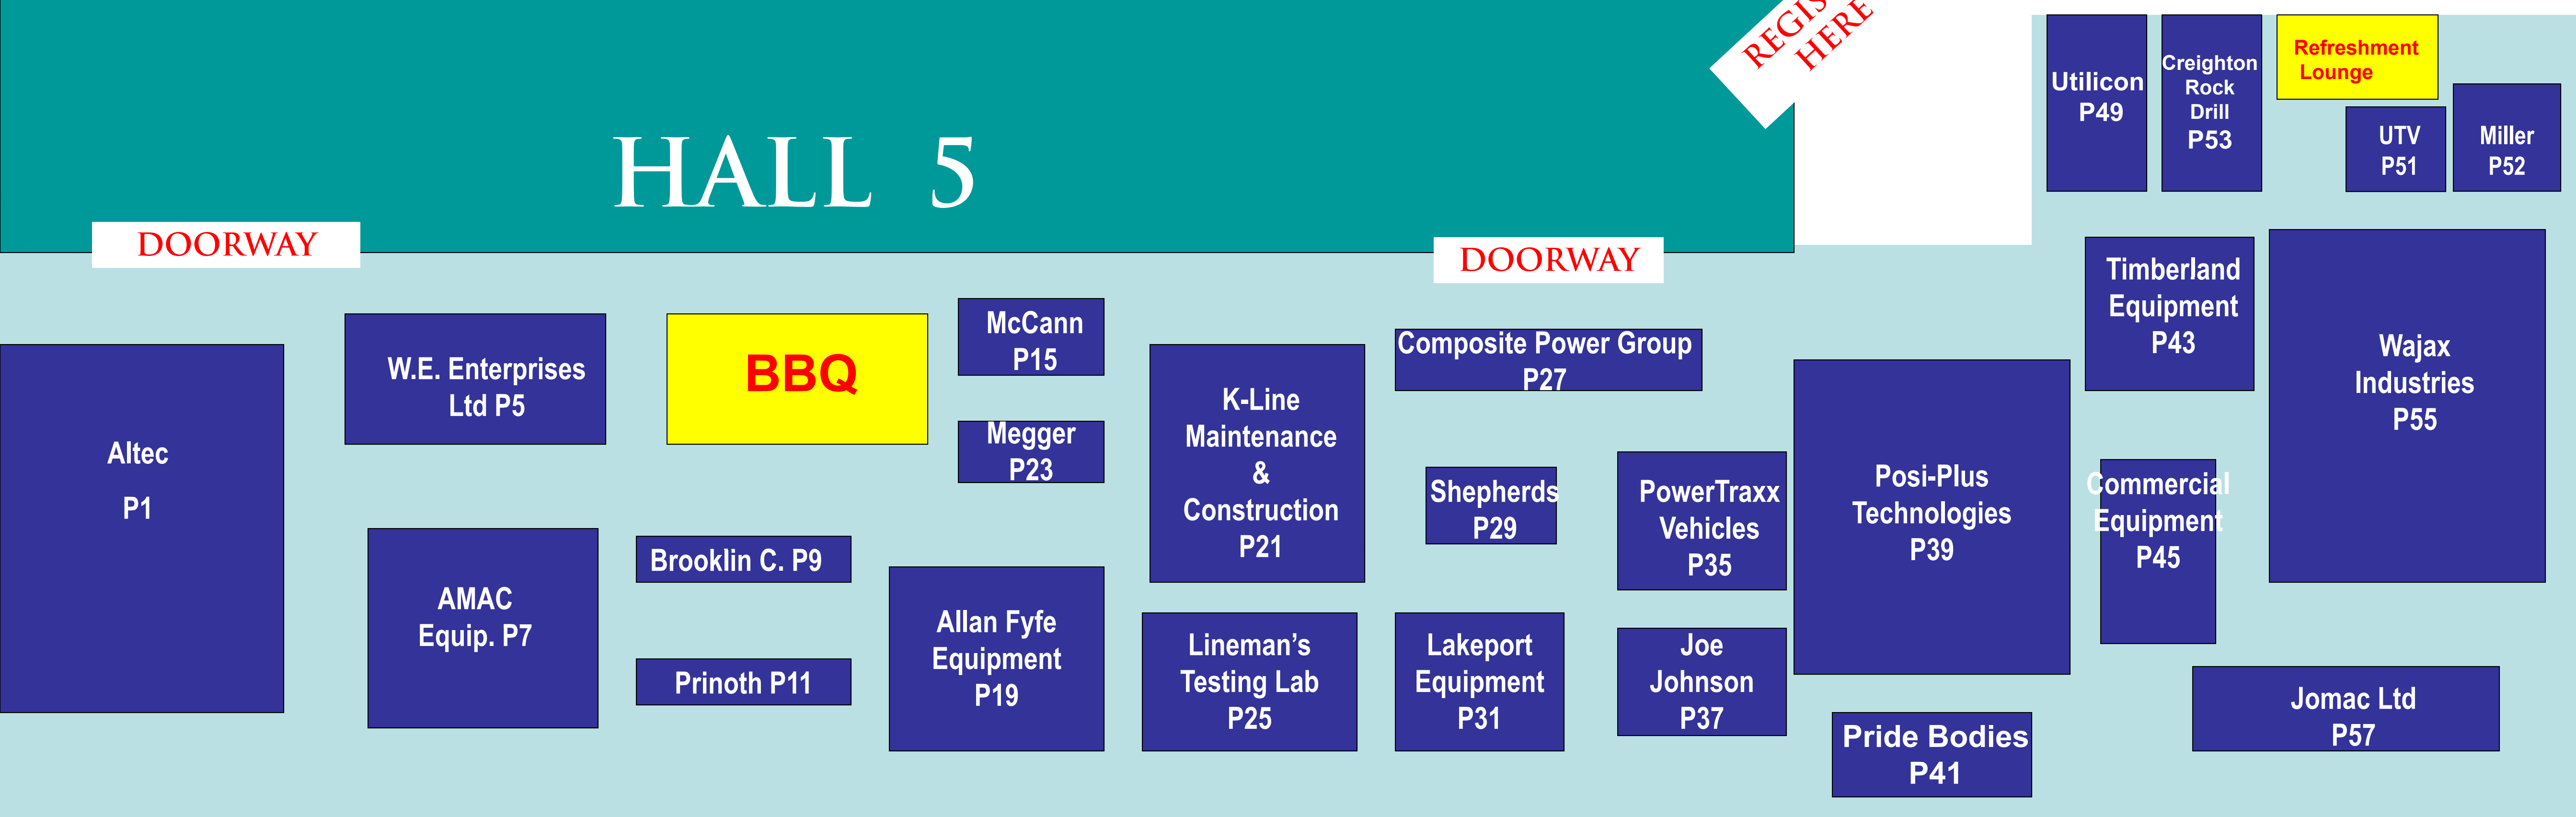 REGIS
HERE
HALL 5
DOORWAY
DOORWAY
Utilicon
P49
Creighton
Rock
Drill
P53
Refreshment
Lounge
UTV
P51
Miller
P52
Altec
P1
W.E. Enterprises
Ltd P5
BBQ
McCann
P15
Megger
P23
AMAC
Equip. P7
Brooklin C. P9
Prinoth P11
Allan Fyfe
Equipment
P19
K-Line
Maintenance
&
Construction
P21
Lineman’s
Testing Lab
P25
Composite Power Group
P27
Shepherds
P29
Lakeport
Equipment
P31
PowerTraxx
Vehicles
P35
Joe
Johnson
P37
Posi-Plus
Technologies
P39
Pride Bodies
P41
Timberland
Equipment
P43
Commercial
Equipment
P45
Wajax
Industries
P55
Jomac Ltd
P57